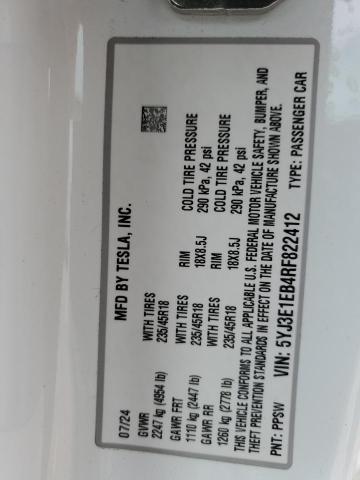 MFD BY TESLA, INC.
07/24
GVWR
2247 kg (4954 lb)
GAWR FRT WITH TIRES RIM COLD TIRE PRESSURE
1110 kg (2447 lb) 235/45R18 18X8.5J 290 kPa, 42 psi
GAWR RR WITH TIRES RIM COLD TIRE PRESSURE
1260 kg (2778 lb) 235/45R18 18X8.5J 290 kPa, 42 psi
THIS VEHICLE CONFORMS TO ALL APPLICABLE U.S. FEDERAL MOTOR VEHICLE SAFETY, BUMPER, AND
THEFT PREVENTION STANDARDS IN EFFECT ON THE DATE OF MANUFACTURE SHOWN ABOVE.
PNT: PPSW VIN: 5YJ3E1EB4RF822412 TYPE: PASSENGER CAR